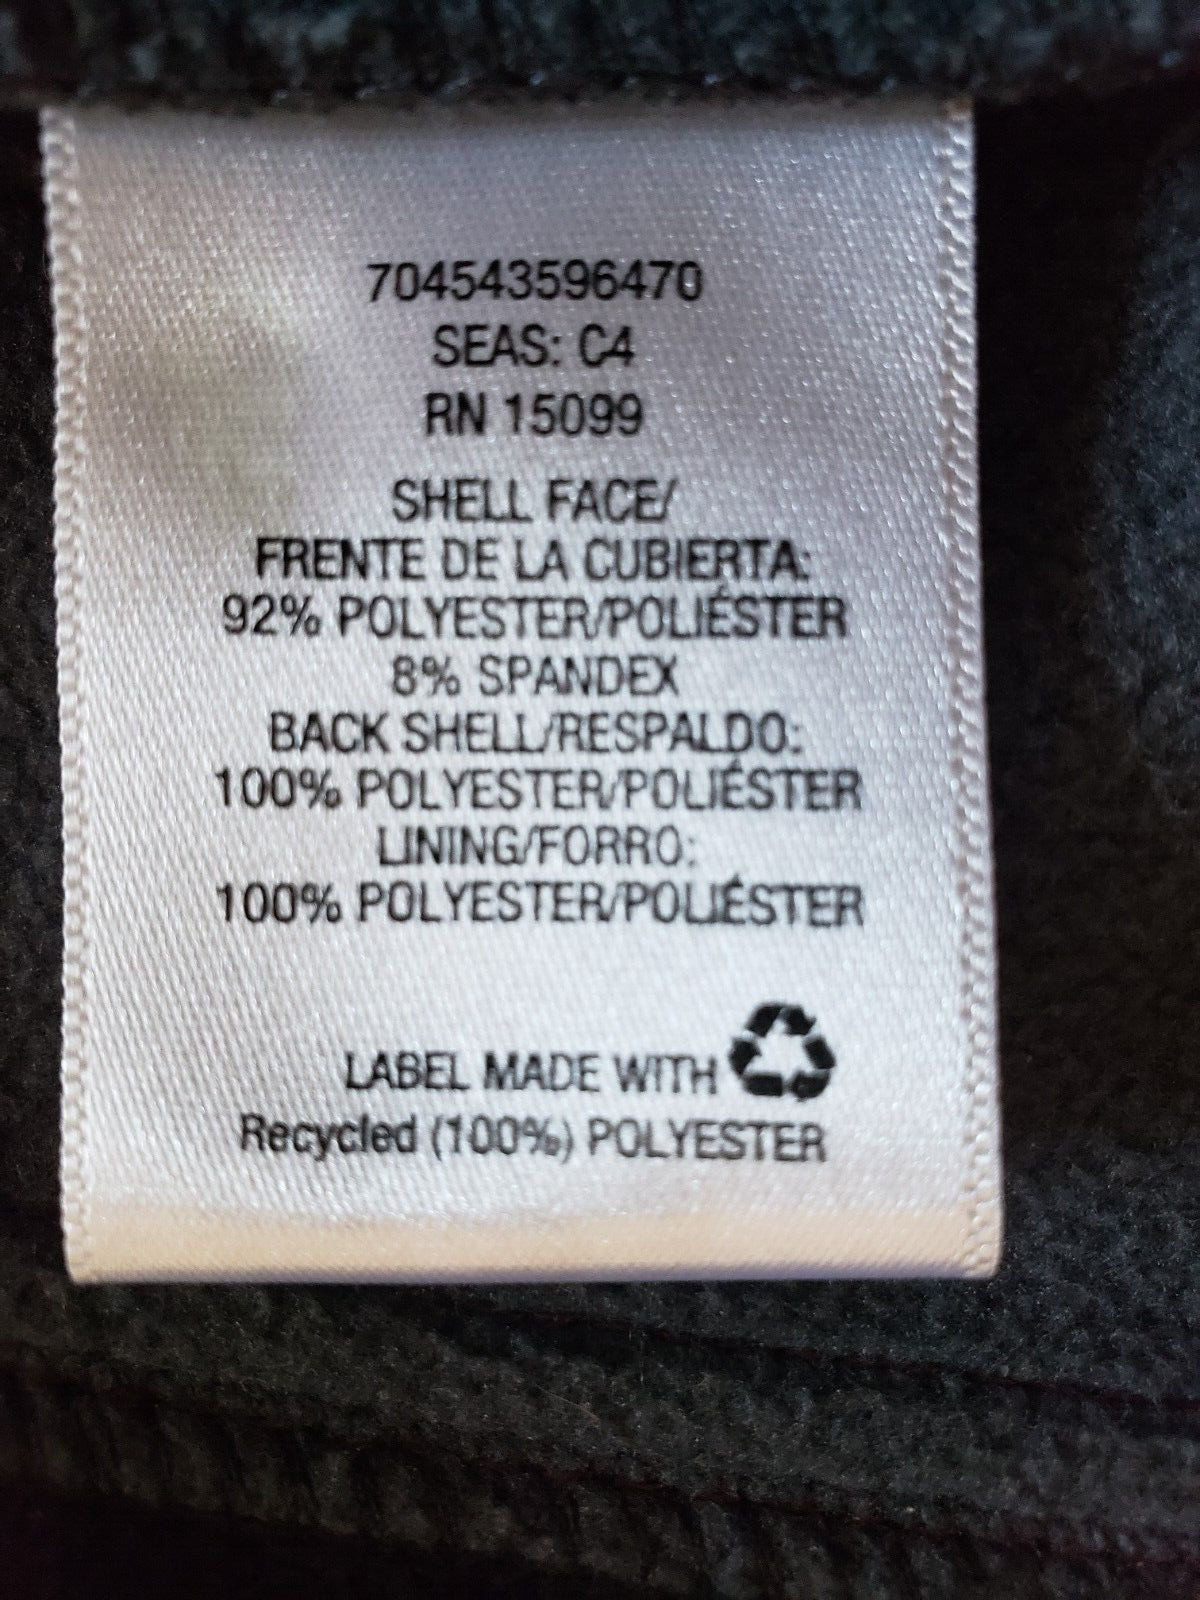 704543596470
SEAS: C4
RN 15099
SHELL FACE/
FRENTE DE LA CUBIERTA:
92% POLYESTER/POLIÉSTER
8% SPANDEX
BACK SHELL/RESPALDO:
100% POLYESTER/POLIÉSTER
LINING/FORRO:
100% POLYESTER/POLIÉSTER
LABEL MADE WITH
Recycled (100%) POLYESTER